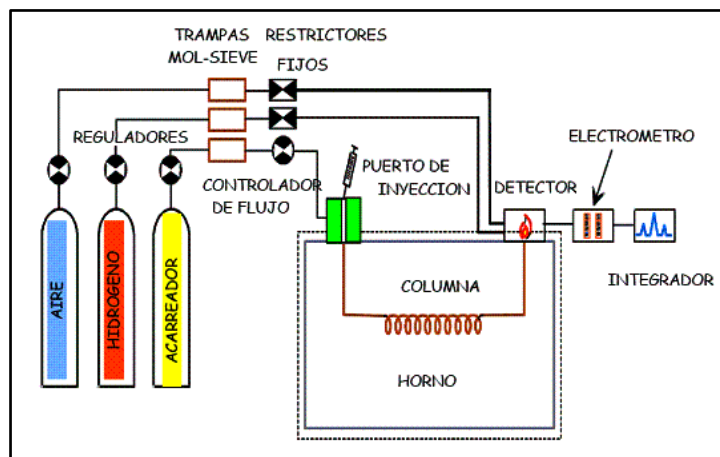 TRAMPAS
MOL-SIEVE
RESTRICTORES
FIJOS
REGULADORES
CONTROLADOR
DE FLUJO
PUERTO DE
INYECCION
DETECTOR
ELECTROMETRO
INTEGRADOR
COLUMNA
HORNO
AIRE
HIDROGENO
ACARREADOR